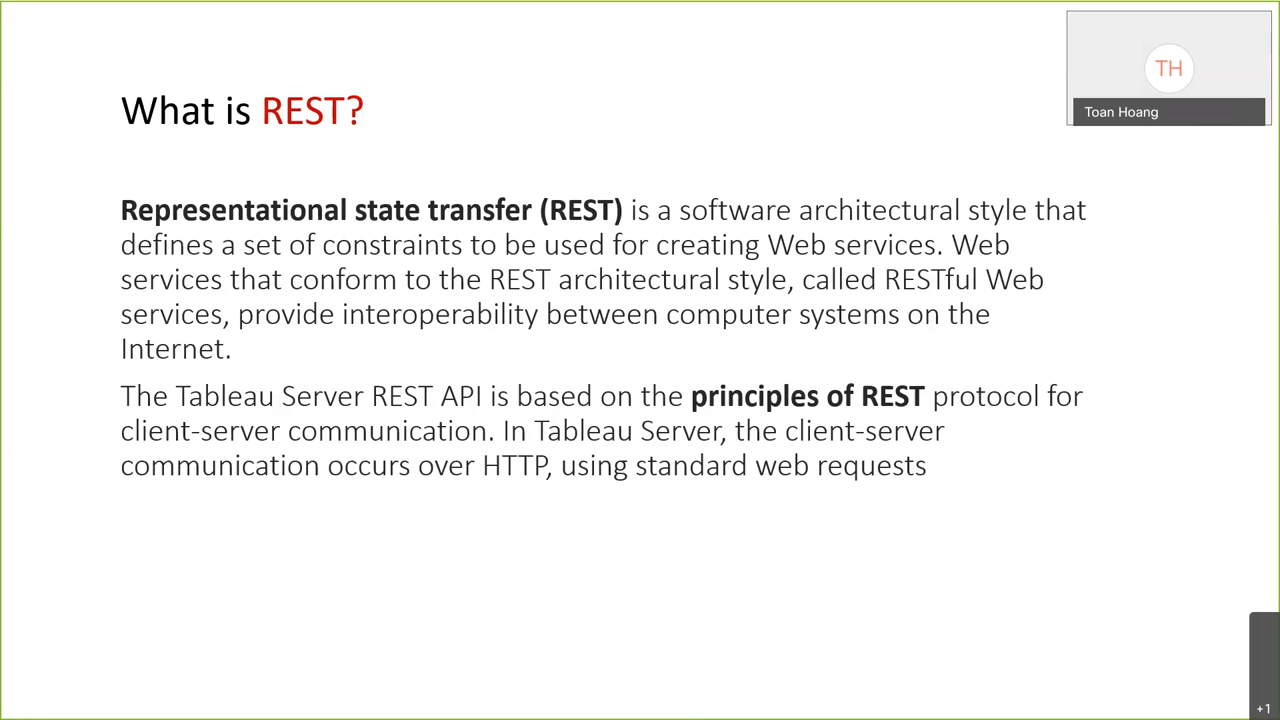 TH
Toan Hoang
What is REST?
Representational state transfer (REST) is a software architectural style that
defines a set of constraints to be used for creating Web services. Web
services that conform to the REST architectural style, called RESTful Web
services, provide interoperability between computer systems on the
Internet.
The Tableau Server REST API is based on the principles of REST protocol for
client-server communication. In Tableau Server, the client-server
communication occurs over HTTP, using standard web requests
+1